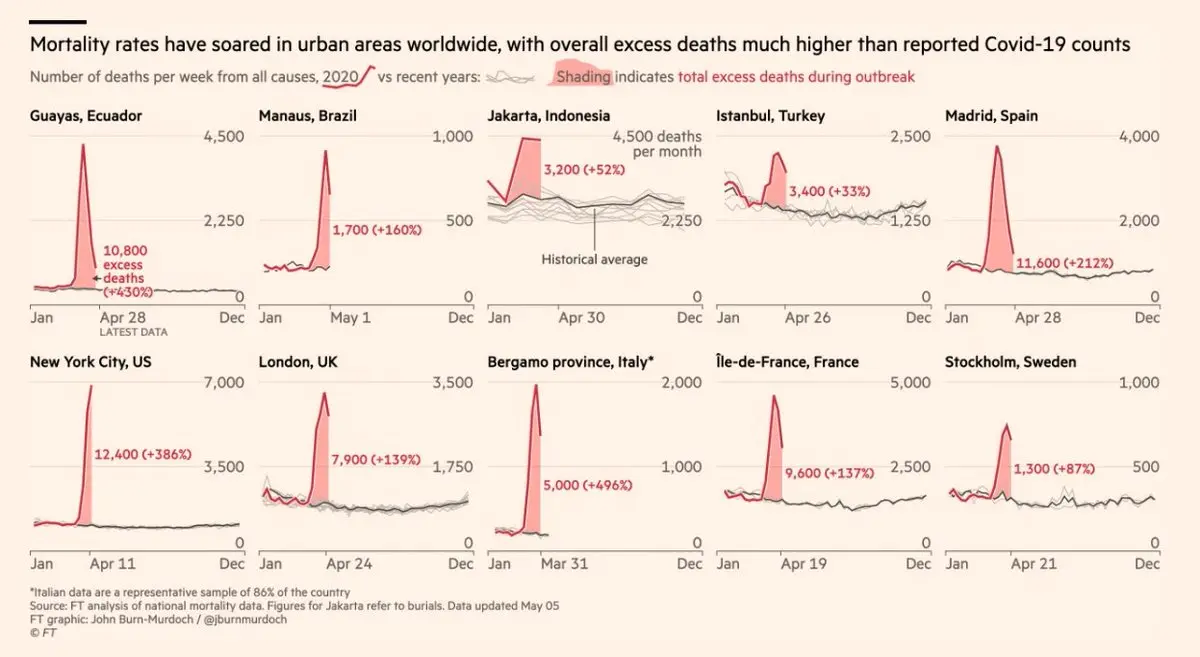 Mortality rates have soared in urban areas worldwide, with overall excess deaths much higher than reported Covid-19 counts
Number of deaths per week from all causes, 2020 vs recent years: Shading indicates total excess deaths during outbreak
Guayas, Ecuador
4,500
2,250
10,800
excess
deaths
(+430%)
0
Jan
Apr 28
Dec
LATEST DATA
Manaus, Brazil
1,000
500
1,700 (+160%)
0
Jan
May 1
Dec
Jakarta, Indonesia
4,500 deaths
per month
3,200 (+52%)
2,250
Historical average
0
Jan
Apr 30
Dec
Istanbul, Turkey
2,500
3,400 (+33%)
1,250
0
Jan
Apr 26
Dec
Madrid, Spain
4,000
2,000
11,600 (+212%)
0
Jan
Apr 28
Dec
New York City, US
7,000
12,400 (+386%)
3,500
0
Jan
Apr 11
Dec
London, UK
3,500
7,900 (+139%)
1,750
0
Jan
Apr 24
Dec
Bergamo province, Italy*
2,000
1,000
5,000 (+496%)
0
Jan
Mar 31
Dec
Île-de-France, France
5,000
2,500
9,600 (+137%)
0
Jan
Apr 19
Dec
Stockholm, Sweden
1,000
500
1,300 (+87%)
0
Jan
Apr 21
Dec
*Italian data are a representative sample of 86% of the country
Source: FT analysis of national mortality data. Figures for Jakarta refer to burials. Data updated May 05
FT graphic: John Burn-Murdoch / @jburnmurdoch
© FT